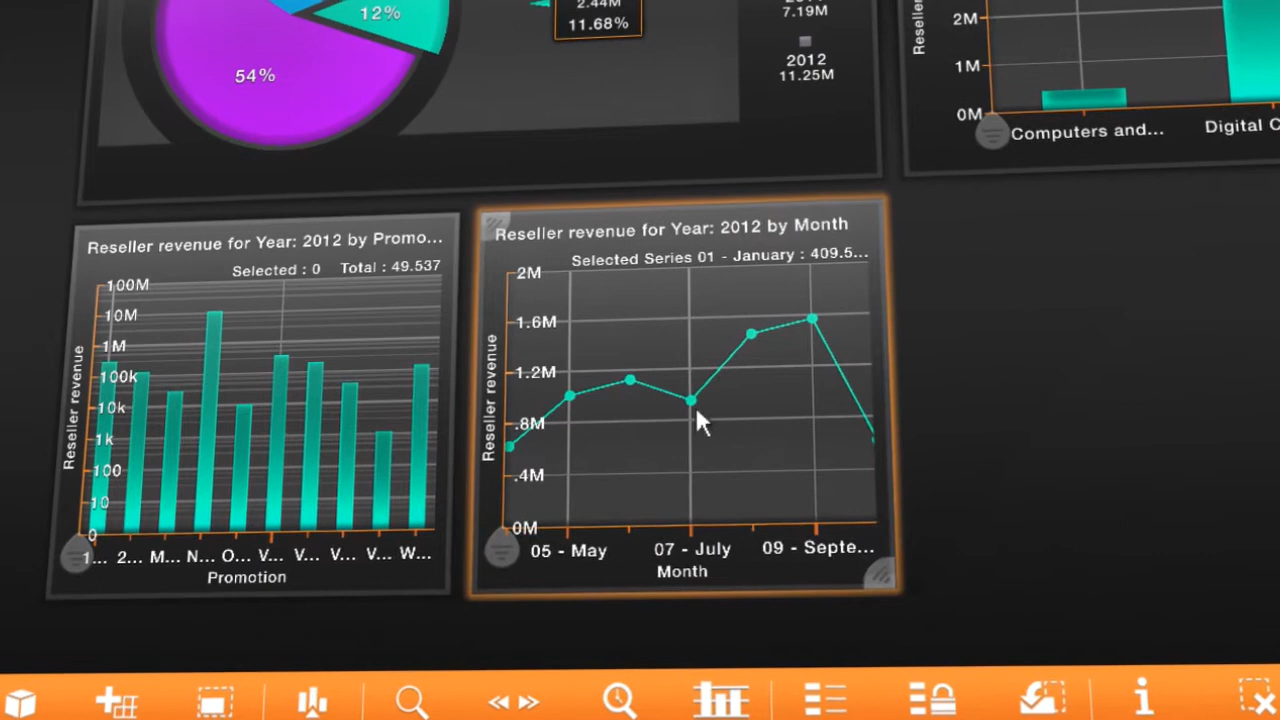 12%
54%
2.44M
11.68%
7.19M
2012
11.25M
Reseller
2M
1M
0M
Computers and...
Digital C
Reseller revenue for Year: 2012 by Promo...
Selected : 0 Total : 49.537
Reseller revenue
100M
10M
1M
100k
10k
1k
100
10
0
1... 2... M... N... O... V... V... V... V... W...
Promotion
Reseller revenue for Year: 2012 by Month
Selected Series 01 - January : 409.5...
Reseller revenue
2M
1.6M
1.2M
.8M
.4M
0M
05 - May 07 - July 09 - Septe...
Month